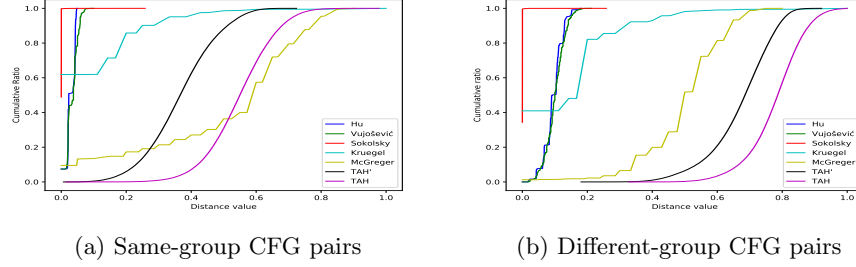 Cumulative Ratio
1.0
0.8
0.6
0.4
0.2
0.0
0.0 0.2 0.4 0.6 0.8 1.0
Distance value
Hu
Vujošević
Sokolsky
Kruegel
McGreger
TAH'
TAH
(a) Same-group CFG pairs
Cumulative Ratio
1.0
0.8
0.6
0.4
0.2
0.0
0.0 0.2 0.4 0.6 0.8 1.0
Distance value
Hu
Vujošević
Sokolsky
Kruegel
McGreger
TAH'
TAH
(b) Different-group CFG pairs